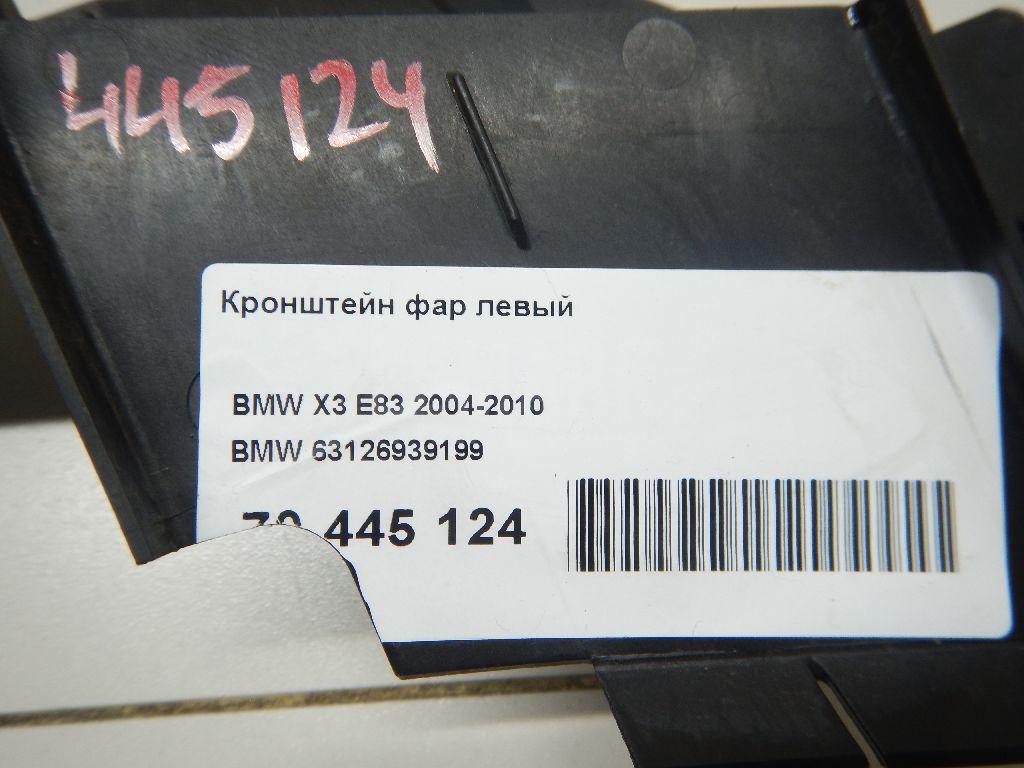 445124
Кронштейн фар левый
BMW X3 E83 2004-2010
BMW 63126939199
445 124